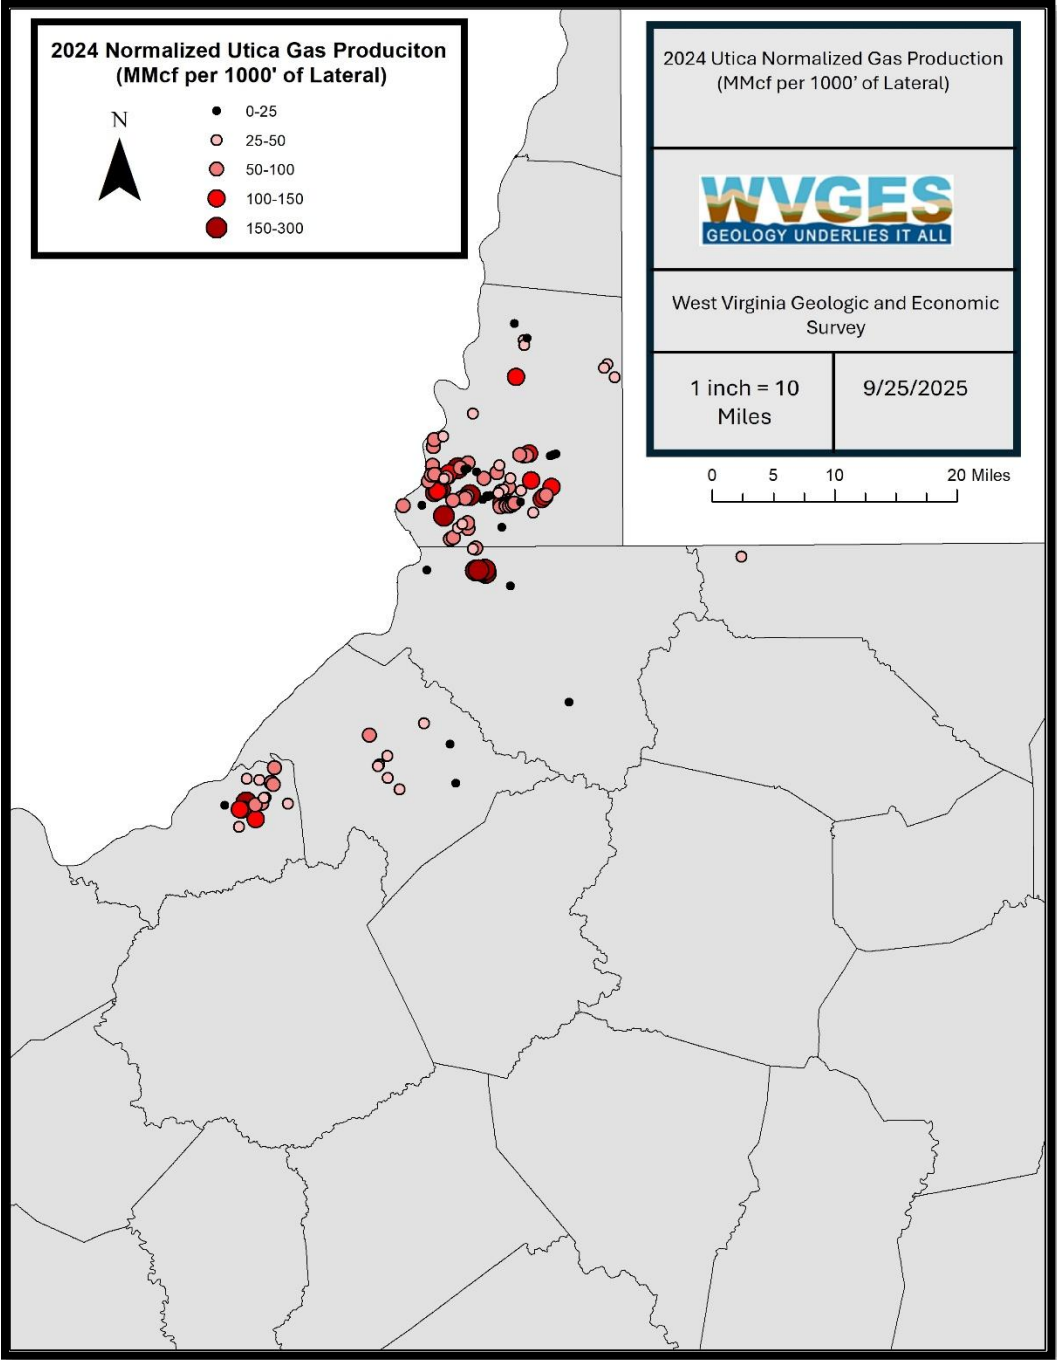 2024 Normalized Utica Gas Produciton
(MMcf per 1000' of Lateral)
N
0-25
25-50
50-100
100-150
150-300
2024 Utica Normalized Gas Production
(MMcf per 1000’ of Lateral)
WVGES
GEOLOGY UNDERLIES IT ALL
West Virginia Geologic and Economic
Survey
1 inch = 10
Miles
9/25/2025
0 5 10 20 Miles